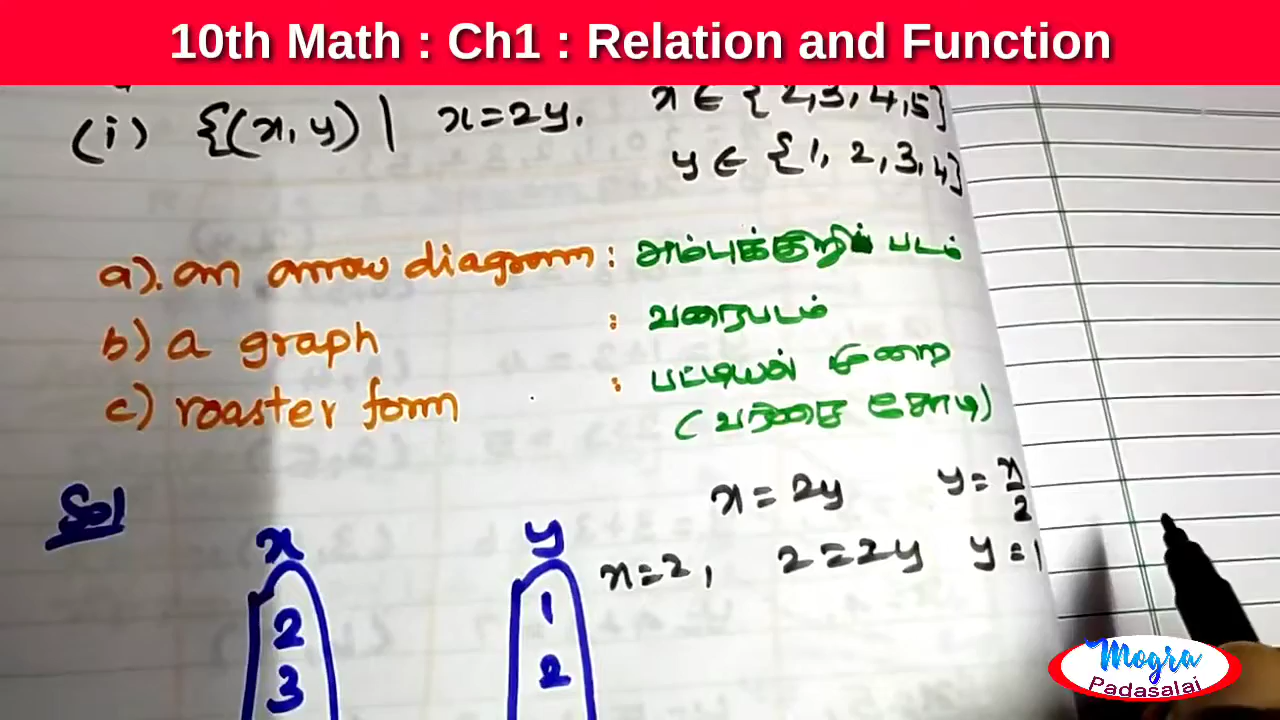 10th Math : Ch1 : Relation and Function
(i) {(x, y) | x=2y. x ∈ {2,3,4,5}
y ∈ {1, 2, 3, 4}
a). an arrow diagram : அம்புக்குறி படம்
b) a graph : வரைபடம்
c) roaster form : பட்டியல் முறை
(வரிசை சோடி)
Sol
x = 2y y = x/2
x y
x=2, 2=2y y=1
2 1
3 2
Mogra
Padasalai